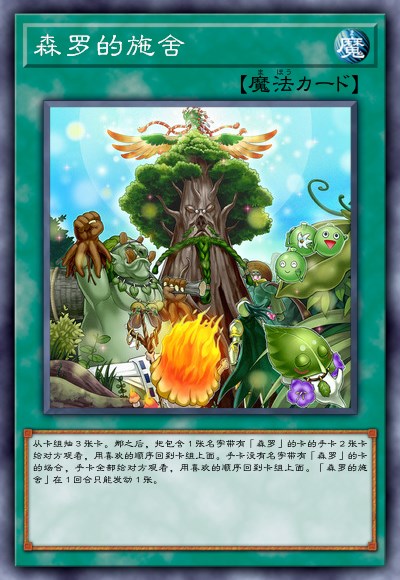 森罗的施舍
魔
【魔法カード】
ま ほう
从卡组抽3张卡。那之后，把包含1张名字带有「森罗」的卡的手卡2张卡
给对方观看，用喜欢的顺序回到卡组上面。手卡没有名字带有「森罗」的卡
的场合，手卡全部给对方观看，用喜欢的顺序回到卡组上面。「森罗的施
舍」在1回合只能发动1张。